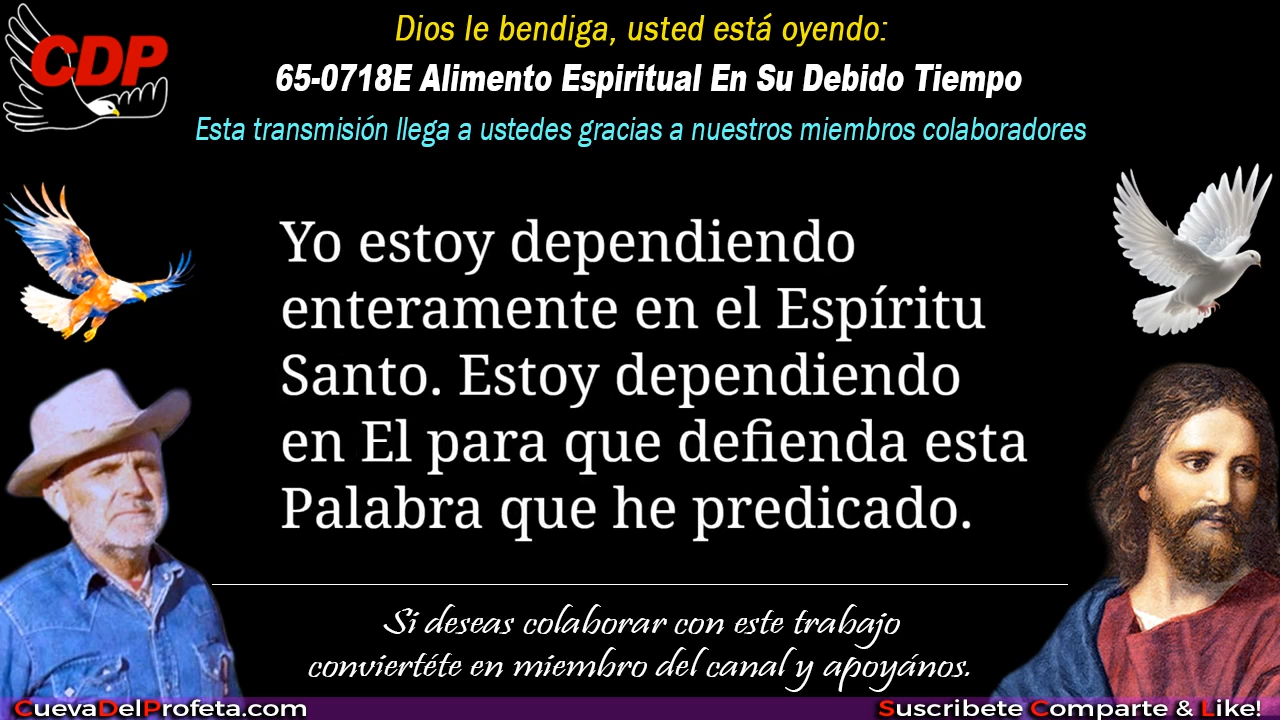 CDP
Dios le bendiga, usted está oyendo:
65-0718E Alimento Espiritual En Su Debido Tiempo
Esta transmisión llega a ustedes gracias a nuestros miembros colaboradores
Yo estoy dependiendo
enteramente en el Espíritu
Santo. Estoy dependiendo
en El para que defienda esta
Palabra que he predicado.
Si deseas colaborar con este trabajo
conviertéte en miembro del canal y apoyános.
CuevaDelProfeta.com
Suscribete Comparte & Like!